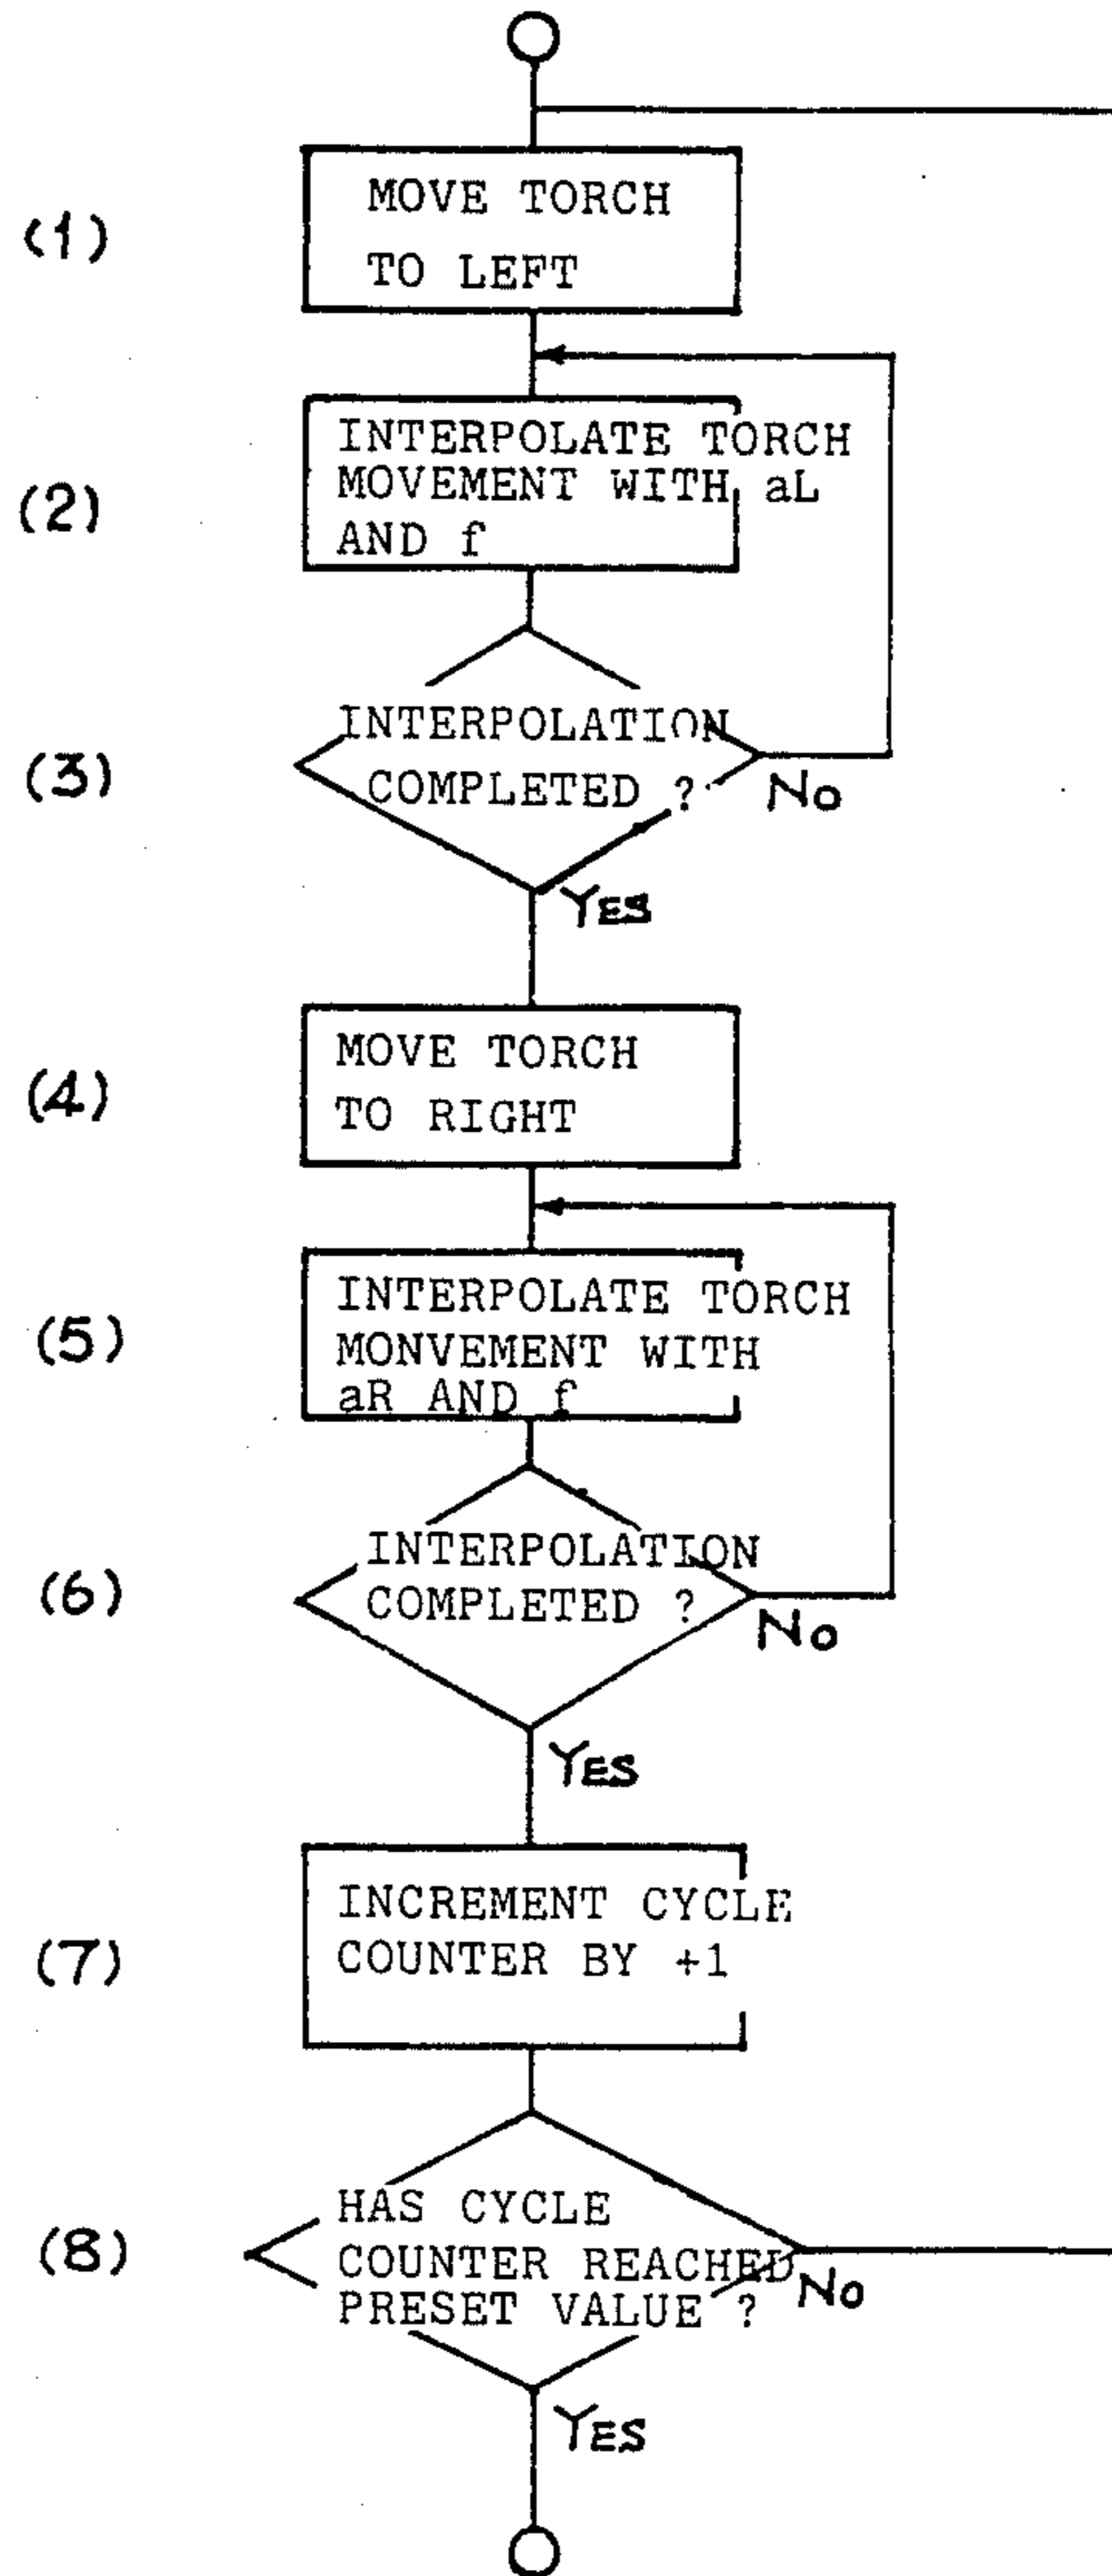 (1)
MOVE TORCH
TO LEFT
(2)
INTERPOLATE TORCH
MOVEMENT WITH aL
AND f
(3)
INTERPOLATION
COMPLETED ?
No
YES
(4)
MOVE TORCH
TO RIGHT
(5)
INTERPOLATE TORCH
MONVEMENT WITH
aR AND f
(6)
INTERPOLATION
COMPLETED ?
No
YES
(7)
INCREMENT CYCLE
COUNTER BY +1
(8)
HAS CYCLE
COUNTER REACHED
PRESET VALUE ?
No
YES